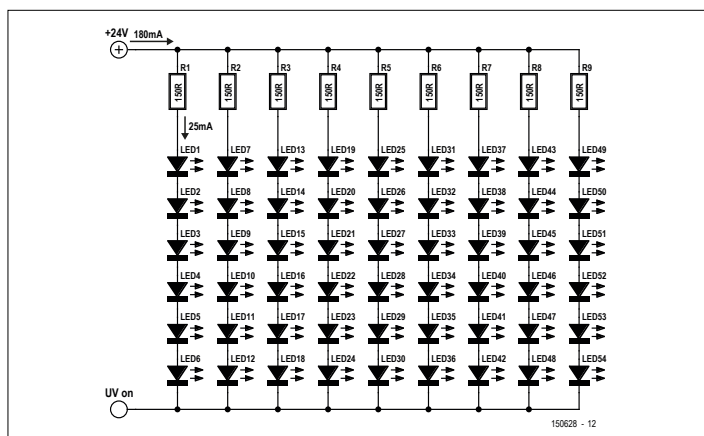 +24V 180mA
R1 R2 R3 R4 R5 R6 R7 R8 R9
150R 150R 150R 150R 150R 150R 150R 150R 150R
25mA
LED1 LED7 LED13 LED19 LED25 LED31 LED37 LED43 LED49
LED2 LED8 LED14 LED20 LED26 LED32 LED38 LED44 LED50
LED3 LED9 LED15 LED21 LED27 LED33 LED39 LED45 LED51
LED4 LED10 LED16 LED22 LED28 LED34 LED40 LED46 LED52
LED5 LED11 LED17 LED23 LED29 LED35 LED41 LED47 LED53
LED6 LED12 LED18 LED24 LED30 LED36 LED42 LED48 LED54
UV on
150628 - 12